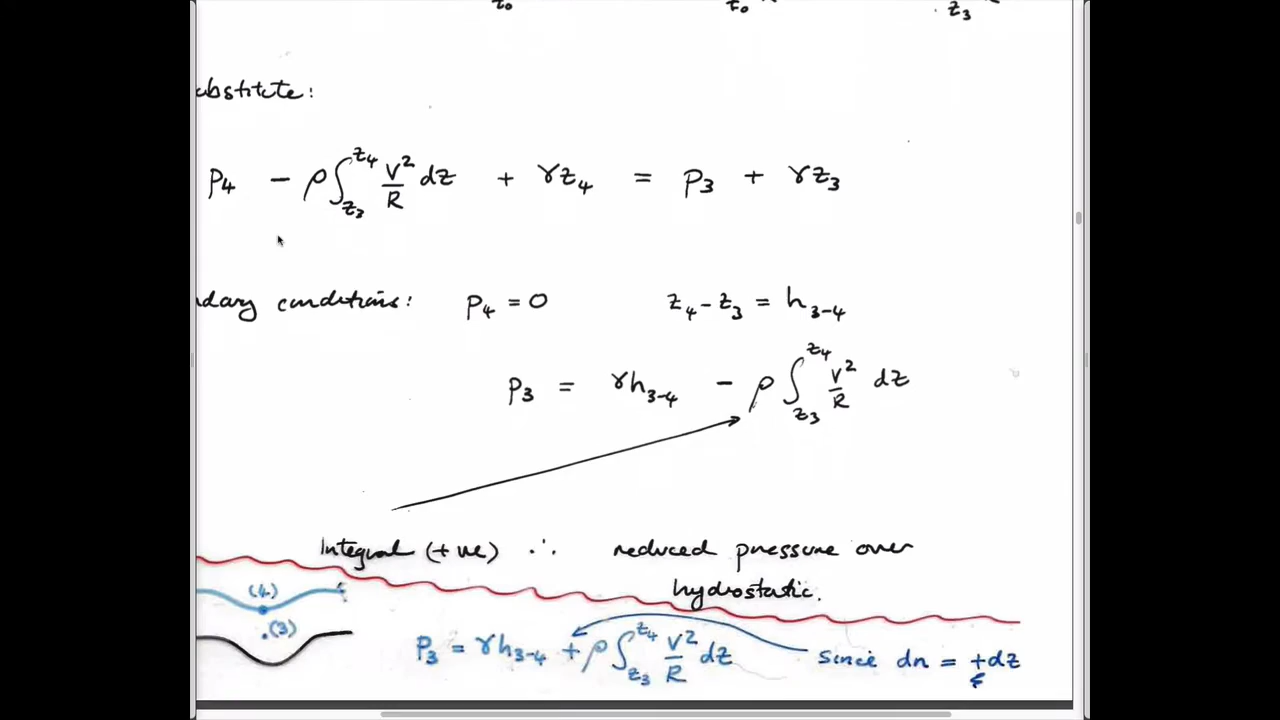 z₃
ubstitute:
p₄ − ρ∫_{z₃}^{z₄} V²/R dz + γz₄ = p₃ + γz₃
ndary conditions: p₄ = 0 z₄ − z₃ = h₃₋₄
p₃ = γh₃₋₄ − ρ∫_{z₃}^{z₄} V²/R dz
Integral (+ve) ∴ reduced pressure over
hydrostatic.
(4)
(3)
P₃ = γh₃₋₄ + ρ∫_{z₃}^{z₄} V²/R dz since dn = +dz